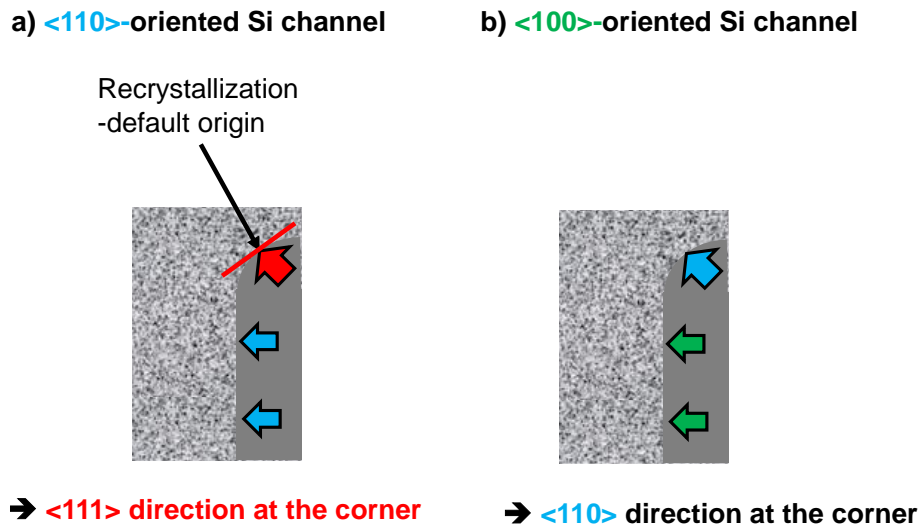 a) <110>-oriented Si channel
b) <100>-oriented Si channel
Recrystallization
-default origin
➔ <111> direction at the corner
➔ <110> direction at the corner